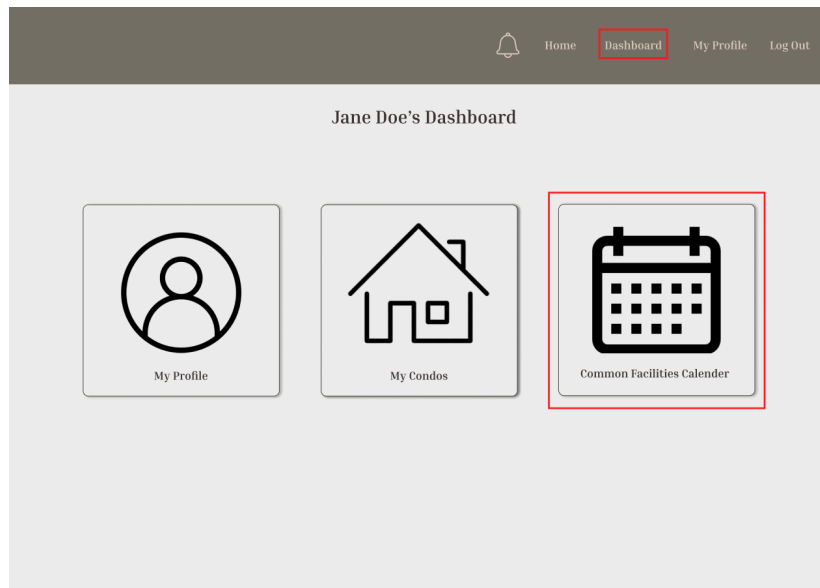 Home Dashboard My Profile Log Out
Jane Doe's Dashboard
My Profile
My Condos
Common Facilities Calender